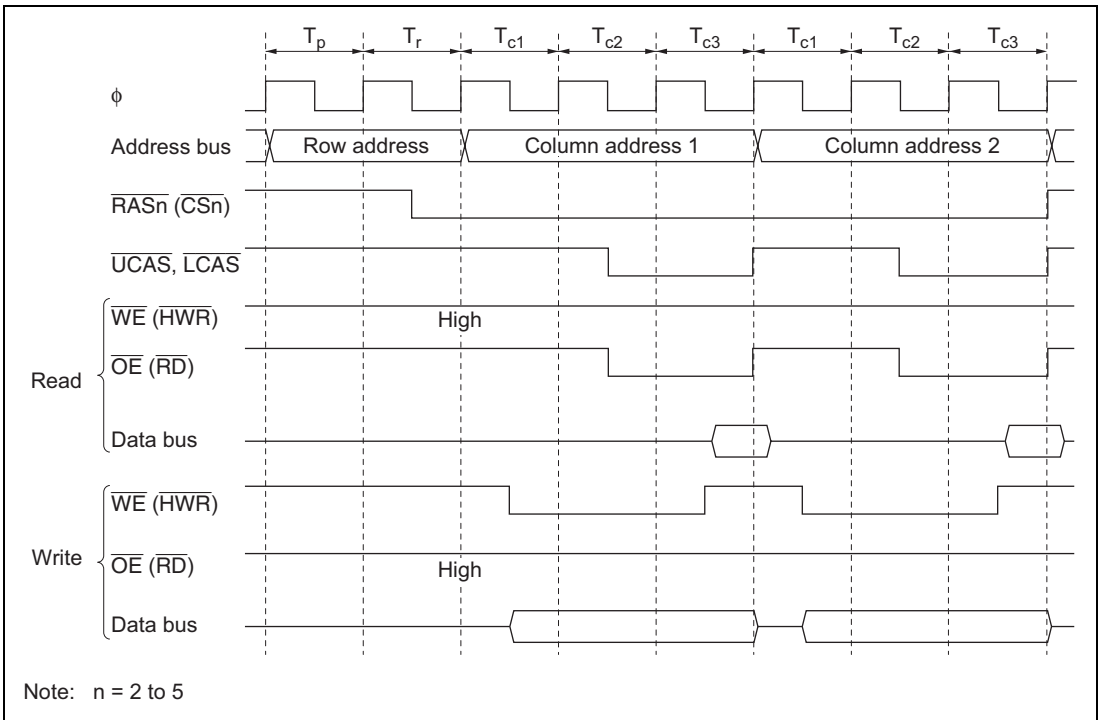 Tp Tr Tc1 Tc2 Tc3 Tc1 Tc2 Tc3
ϕ
Address bus Row address Column address 1 Column address 2
RASn (CSn)
UCAS, LCAS
Read
WE (HWR) High
OE (RD)
Data bus
Write
WE (HWR)
OE (RD) High
Data bus
Note: n = 2 to 5